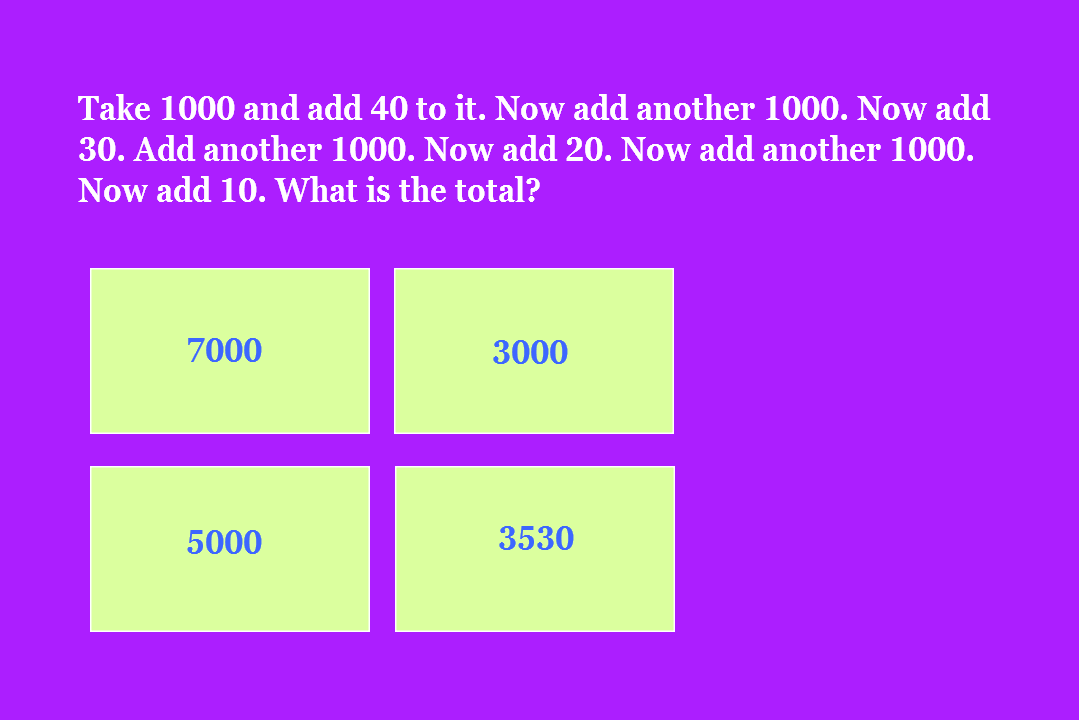 Take 1000 and add 40 to it. Now add another 1000. Now add
30. Add another 1000. Now add 20. Now add another 1000.
Now add 10. What is the total?
7000
3000
5000
3530